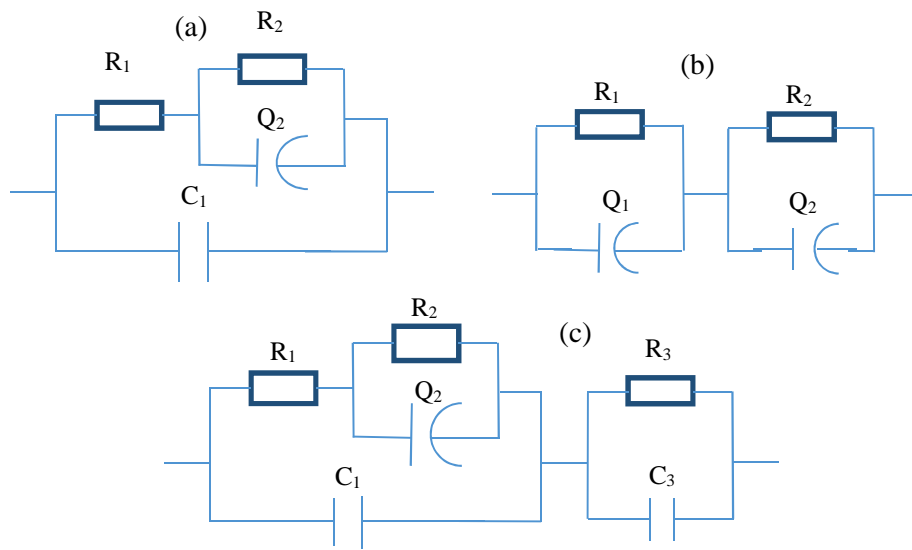 (a)
R₁
R₂
Q₂
C₁
(b)
R₁
R₂
Q₁
Q₂
(c)
R₁
R₂
Q₂
C₁
R₃
C₃